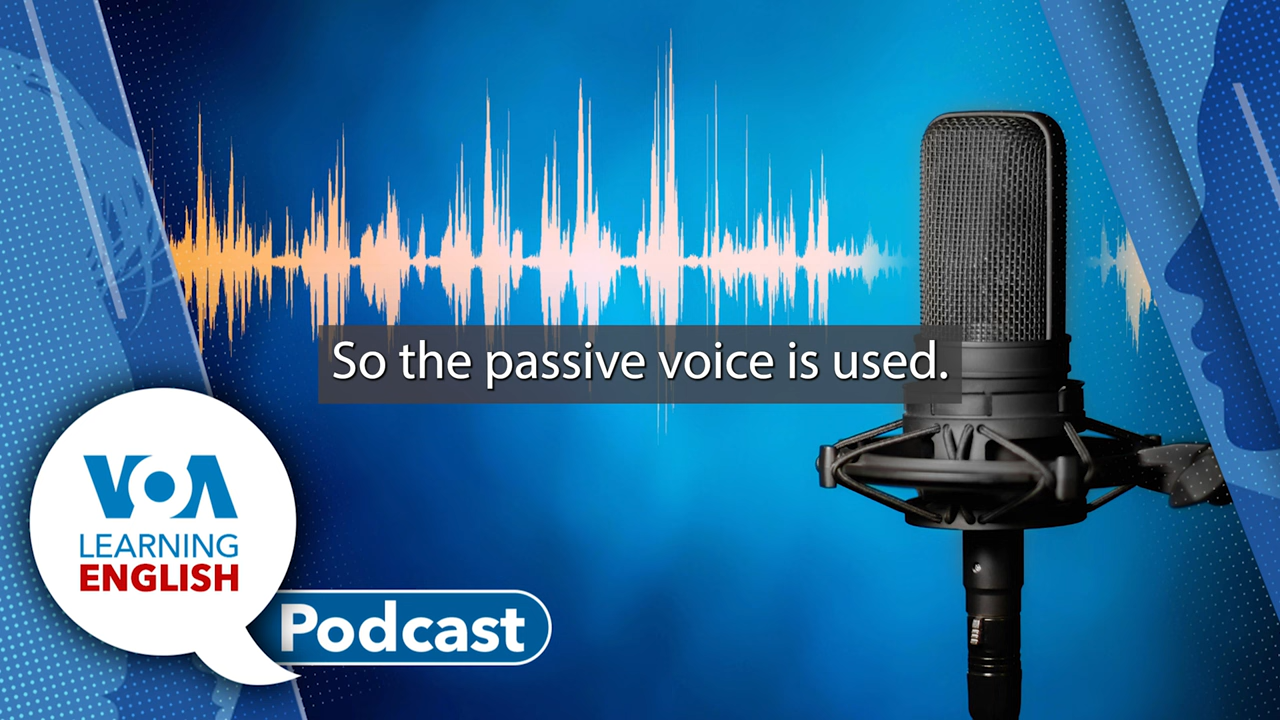 So the passive voice is used.
VOA
LEARNING
ENGLISH
Podcast